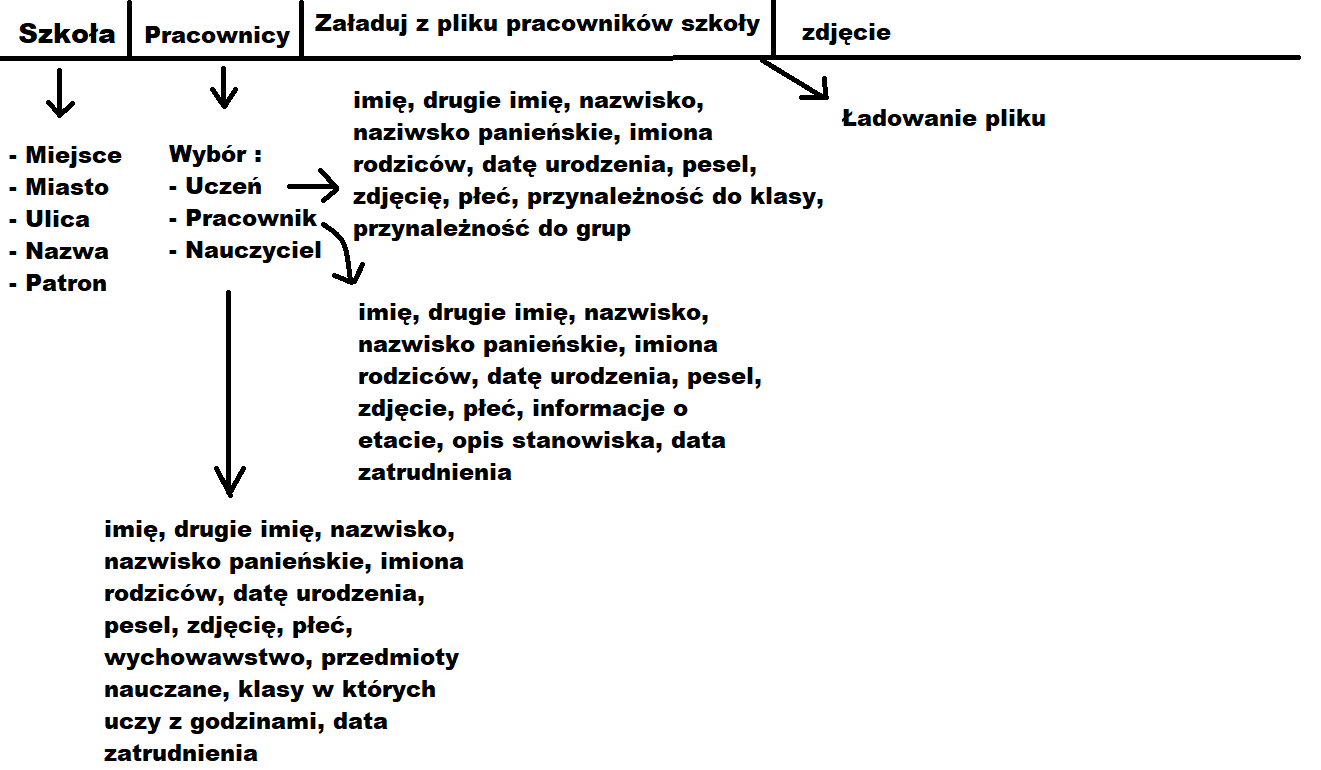 Szkoła
Pracownicy
Załaduj z pliku pracowników szkoły
zdjęcie
- Miejsce
- Miasto
- Ulica
- Nazwa
- Patron
Wybór :
- Uczeń
- Pracownik
- Nauczyciel
imię, drugie imię, nazwisko,
naziwsko panieńskie, imiona
rodziców, datę urodzenia, pesel,
zdjęcię, płeć, przynależność do klasy,
przynależność do grup
Ładowanie pliku
imię, drugie imię, nazwisko,
nazwisko panieńskie, imiona
rodziców, datę urodzenia, pesel,
zdjęcie, płeć, informacje o
etacie, opis stanowiska, data
zatrudnienia
imię, drugie imię, nazwisko,
nazwisko panieńskie, imiona
rodziców, datę urodzenia,
pesel, zdjęcię, płeć,
wychowawstwo, przedmioty
nauczane, klasy w których
uczy z godzinami, data
zatrudnienia